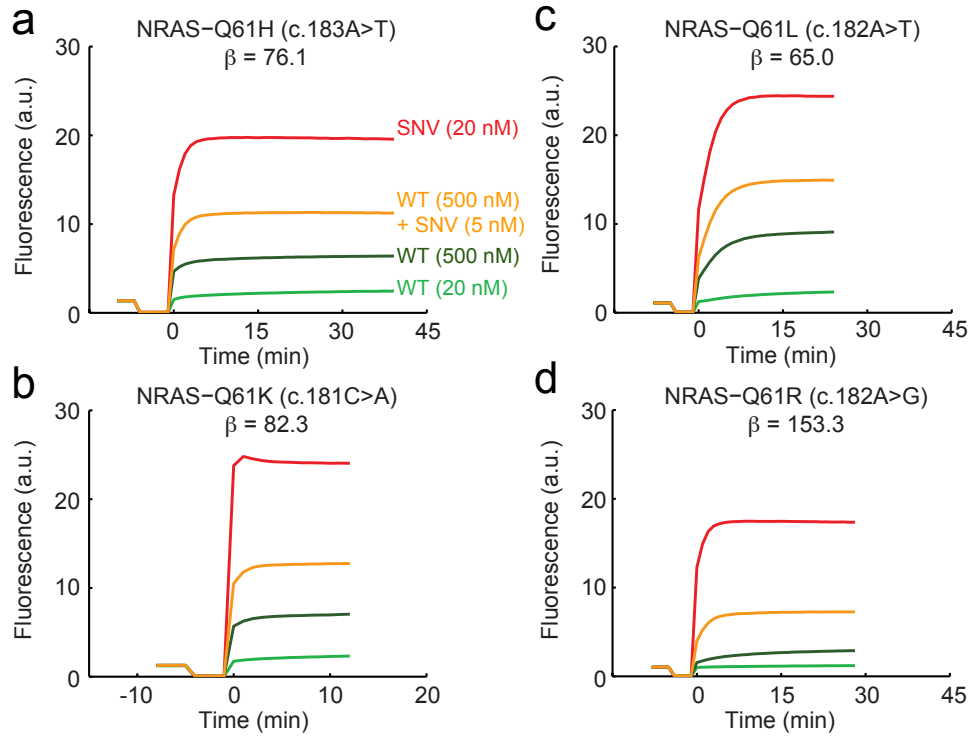 a
NRAS−Q61H (c.183A>T)
β = 76.1
30
20
10
0
Fluorescence (a.u.)
SNV (20 nM)
WT (500 nM)
+ SNV (5 nM)
WT (500 nM)
WT (20 nM)
0 15 30 45
Time (min)
c
NRAS−Q61L (c.182A>T)
β = 65.0
30
20
10
0
Fluorescence (a.u.)
0 15 30 45
Time (min)
b
NRAS−Q61K (c.181C>A)
β = 82.3
30
20
10
0
Fluorescence (a.u.)
-10 0 10 20
Time (min)
d
NRAS−Q61R (c.182A>G)
β = 153.3
30
20
10
0
Fluorescence (a.u.)
0 15 30 45
Time (min)